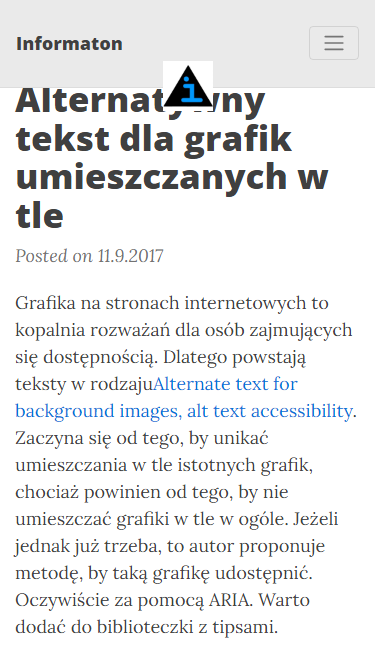 Informaton
i
Alternatywny
tekst dla grafik
umieszczanych w
tle
Posted on 11.9.2017
Grafika na stronach internetowych to
kopalnia rozważań dla osób zajmujących
się dostępnością. Dlatego powstają
teksty w rodzajuAlternate text for
background images, alt text accessibility.
Zaczyna się od tego, by unikać
umieszczania w tle istotnych grafik,
chociaż powinien od tego, by nie
umieszczać grafiki w tle w ogóle. Jeżeli
jednak już trzeba, to autor proponuje
metodę, by taką grafikę udostępnić.
Oczywiście za pomocą ARIA. Warto
dodać do biblioteczki z tipsami.